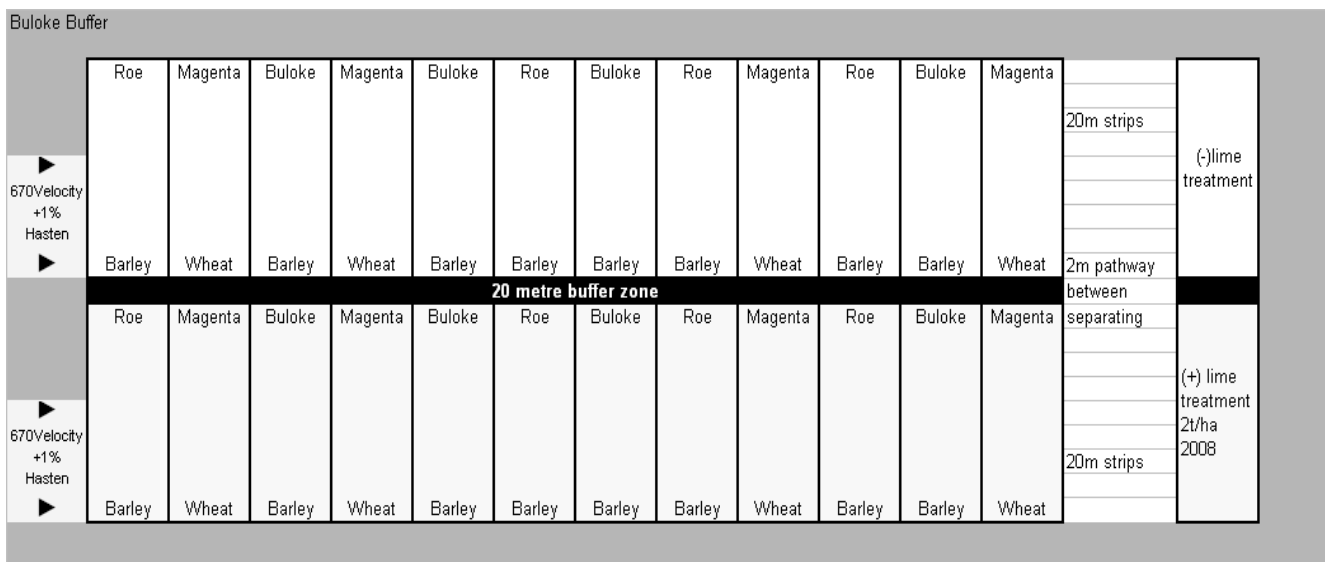 Buloke Buffer
Roe Magenta Buloke Magenta Buloke Roe Buloke Roe Magenta Roe Buloke Magenta
20m strips
(-)lime
treatment
670Velocity
+1%
Hasten
Barley Wheat Barley Wheat Barley Barley Barley Barley Wheat Barley Barley Wheat 2m pathway
20 metre buffer zone between
Roe Magenta Buloke Magenta Buloke Roe Buloke Roe Magenta Roe Buloke Magenta separating
(+) lime
treatment
2t/ha
2008
670Velocity
+1%
Hasten
20m strips
Barley Wheat Barley Wheat Barley Barley Barley Barley Wheat Barley Barley Wheat